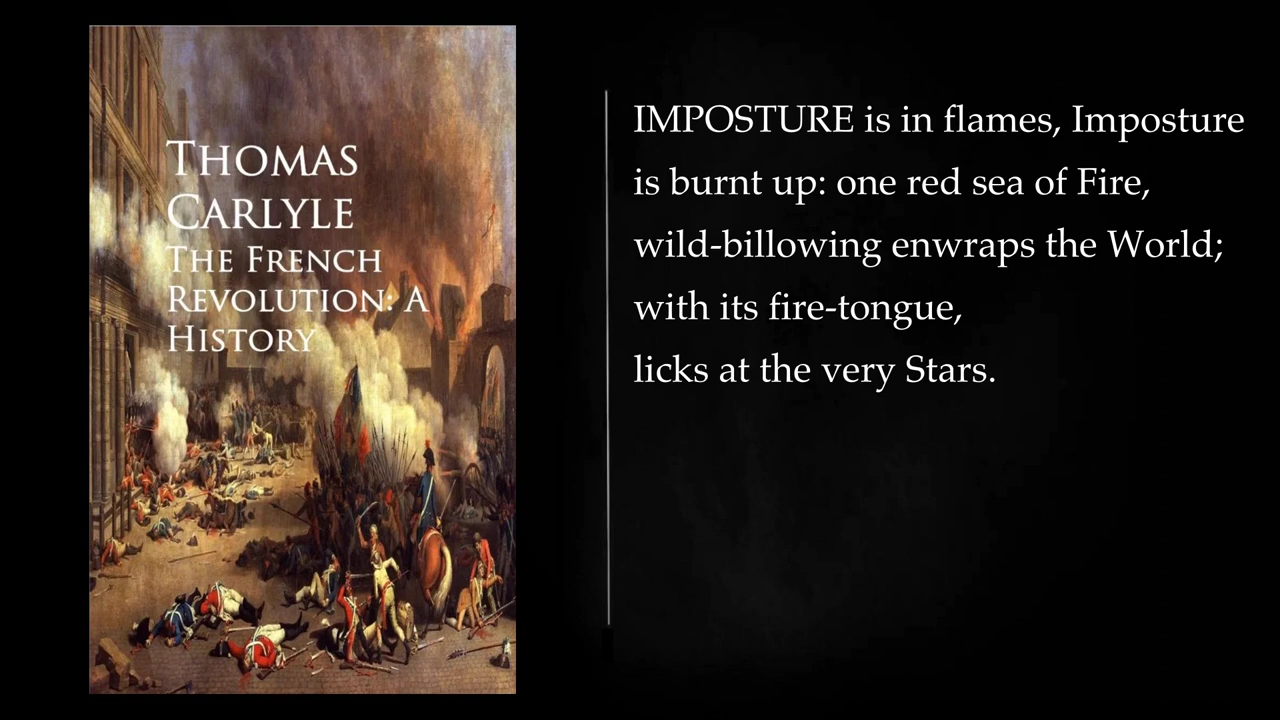 THOMAS
CARLYLE
THE FRENCH
REVOLUTION: A
HISTORY
IMPOSTURE is in flames, Imposture
is burnt up: one red sea of Fire,
wild-billowing enwraps the World;
with its fire-tongue,
licks at the very Stars.